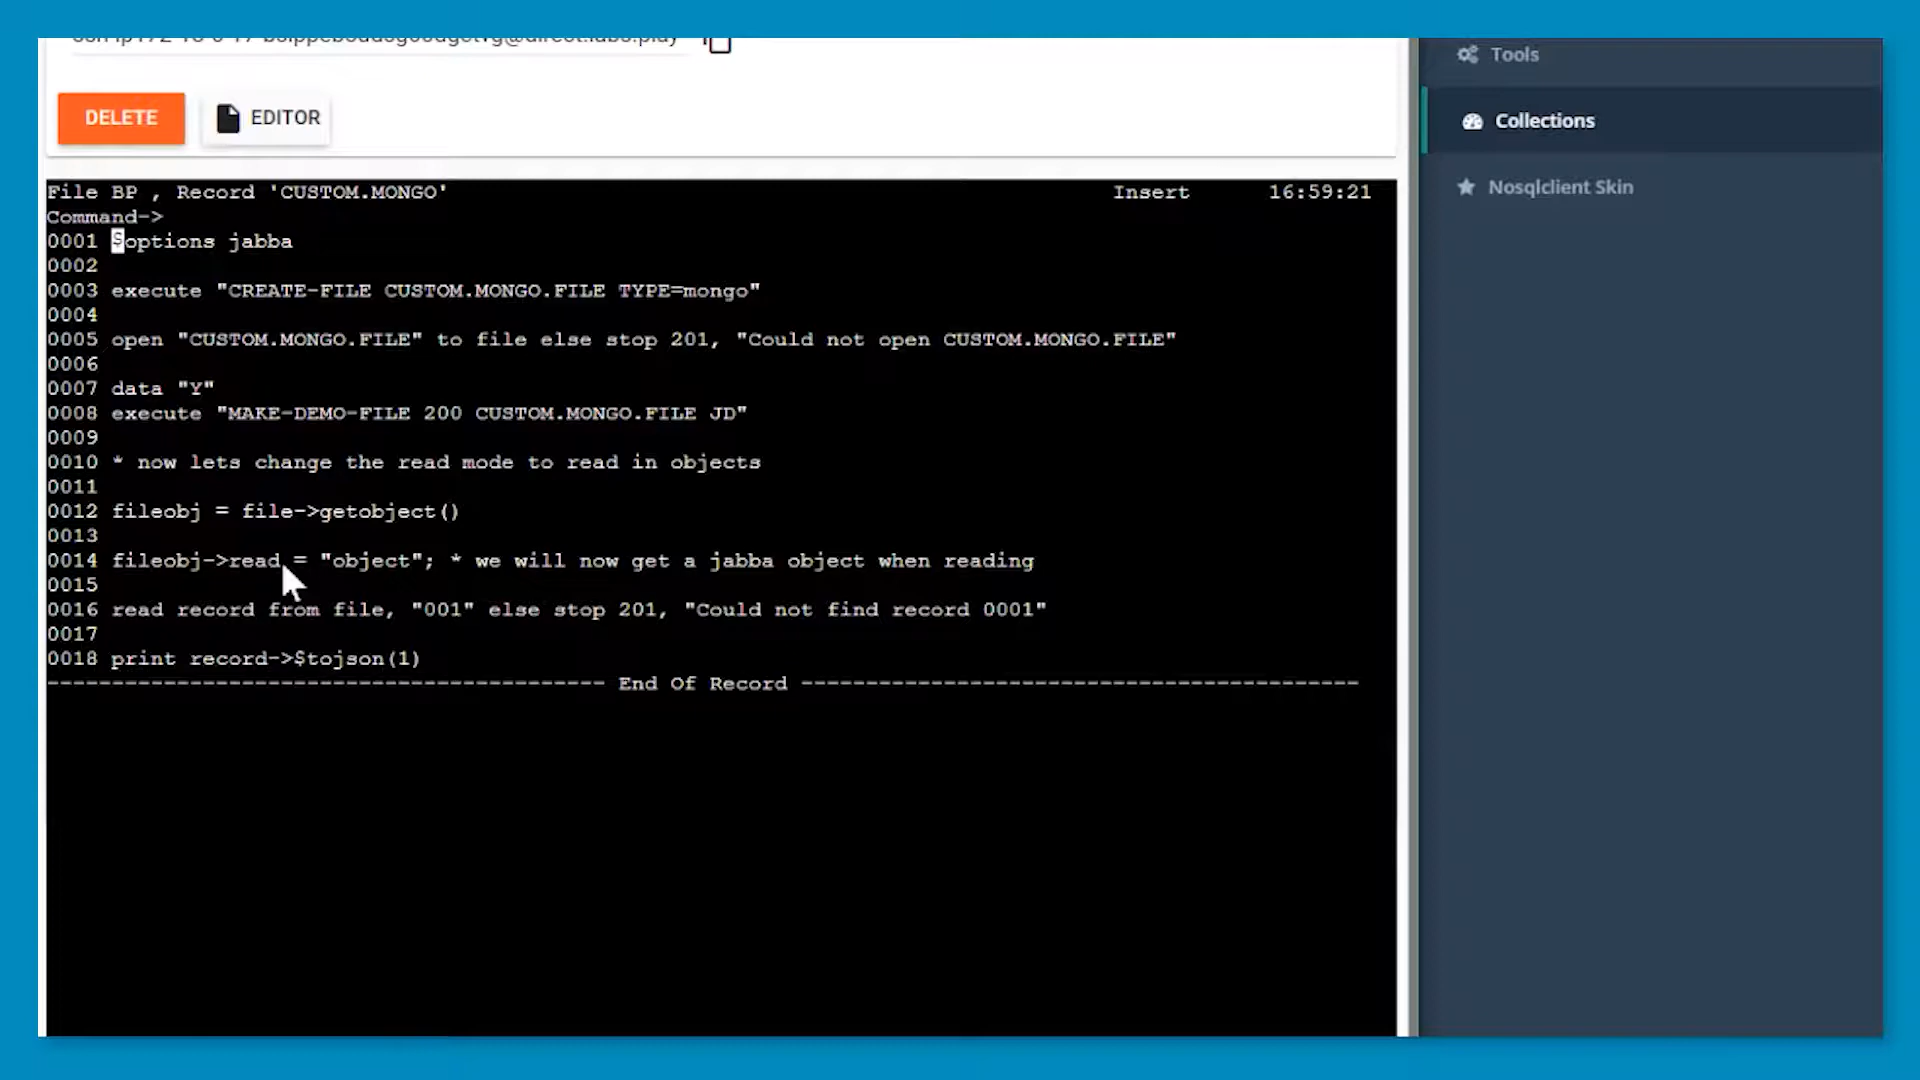 DELETE
EDITOR
File BP , Record 'CUSTOM.MONGO' Insert 16:59:21
Command->
0001 $options jabba
0002
0003 execute "CREATE-FILE CUSTOM.MONGO.FILE TYPE=mongo"
0004
0005 open "CUSTOM.MONGO.FILE" to file else stop 201, "Could not open CUSTOM.MONGO.FILE"
0006
0007 data "Y"
0008 execute "MAKE-DEMO-FILE 200 CUSTOM.MONGO.FILE JD"
0009
0010 * now lets change the read mode to read in objects
0011
0012 fileobj = file->getobject()
0013
0014 fileobj->read = "object"; * we will now get a jabba object when reading
0015
0016 read record from file, "001" else stop 201, "Could not find record 0001"
0017
0018 print record->$tojson(1)
------------------------------------------- End Of Record -------------------------------------------
Tools
Collections
Nosqlclient Skin